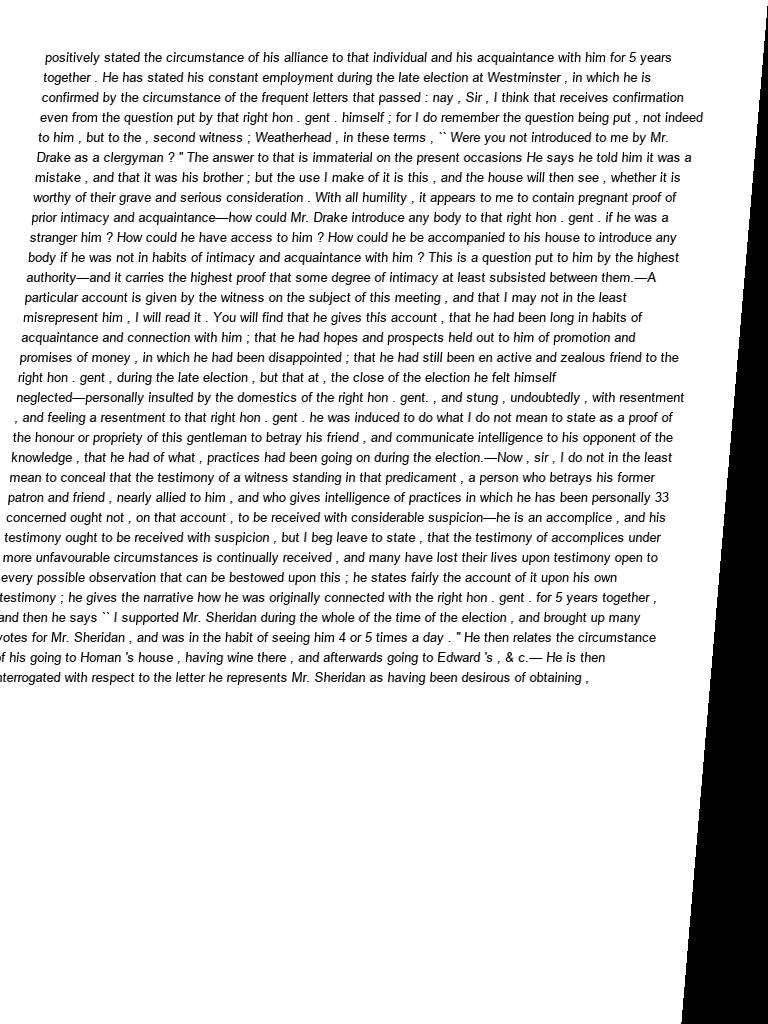 positively stated the circumstance of his alliance to that individual and his acquaintance with him for 5 years
together . He has stated his constant employment during the late election at Westminster , in which he is
confirmed by the circumstance of the frequent letters that passed : nay , Sir , I think that receives confirmation
even from the question put by that right hon . gent . himself ; for I do remember the question being put , not indeed
to him , but to the , second witness ; Weatherhead , in these terms , `` Were you not introduced to me by Mr.
Drake as a clergyman ? " The answer to that is immaterial on the present occasions He says he told him it was a
mistake , and that it was his brother ; but the use I make of it is this , and the house will then see , whether it is
worthy of their grave and serious consideration . With all humility , it appears to me to contain pregnant proof of
prior intimacy and acquaintance—how could Mr. Drake introduce any body to that right hon . gent . if he was a
stranger him ? How could he have access to him ? How could he be accompanied to his house to introduce any
body if he was not in habits of intimacy and acquaintance with him ? This is a question put to him by the highest
authority—and it carries the highest proof that some degree of intimacy at least subsisted between them.—A
particular account is given by the witness on the subject of this meeting , and that I may not in the least
misrepresent him , I will read it . You will find that he gives this account , that he had been long in habits of
acquaintance and connection with him ; that he had hopes and prospects held out to him of promotion and
promises of money , in which he had been disappointed ; that he had still been en active and zealous friend to the
right hon . gent , during the late election , but that at , the close of the election he felt himself
neglected—personally insulted by the domestics of the right hon . gent. , and stung , undoubtedly , with resentment
, and feeling a resentment to that right hon . gent . he was induced to do what I do not mean to state as a proof of
the honour or propriety of this gentleman to betray his friend , and communicate intelligence to his opponent of the
knowledge , that he had of what , practices had been going on during the election.—Now , sir , I do not in the least
mean to conceal that the testimony of a witness standing in that predicament , a person who betrays his former
patron and friend , nearly allied to him , and who gives intelligence of practices in which he has been personally 33
concerned ought not , on that account , to be received with considerable suspicion—he is an accomplice , and his
testimony ought to be received with suspicion , but I beg leave to state , that the testimony of accomplices under
more unfavourable circumstances is continually received , and many have lost their lives upon testimony open to
every possible observation that can be bestowed upon this ; he states fairly the account of it upon his own
testimony ; he gives the narrative how he was originally connected with the right hon . gent . for 5 years together ,
and then he says `` I supported Mr. Sheridan during the whole of the time of the election , and brought up many
votes for Mr. Sheridan , and was in the habit of seeing him 4 or 5 times a day . " He then relates the circumstance
of his going to Homan 's house , having wine there , and afterwards going to Edward 's , & c.— He is then
nterrogated with respect to the letter he represents Mr. Sheridan as having been desirous of obtaining ,